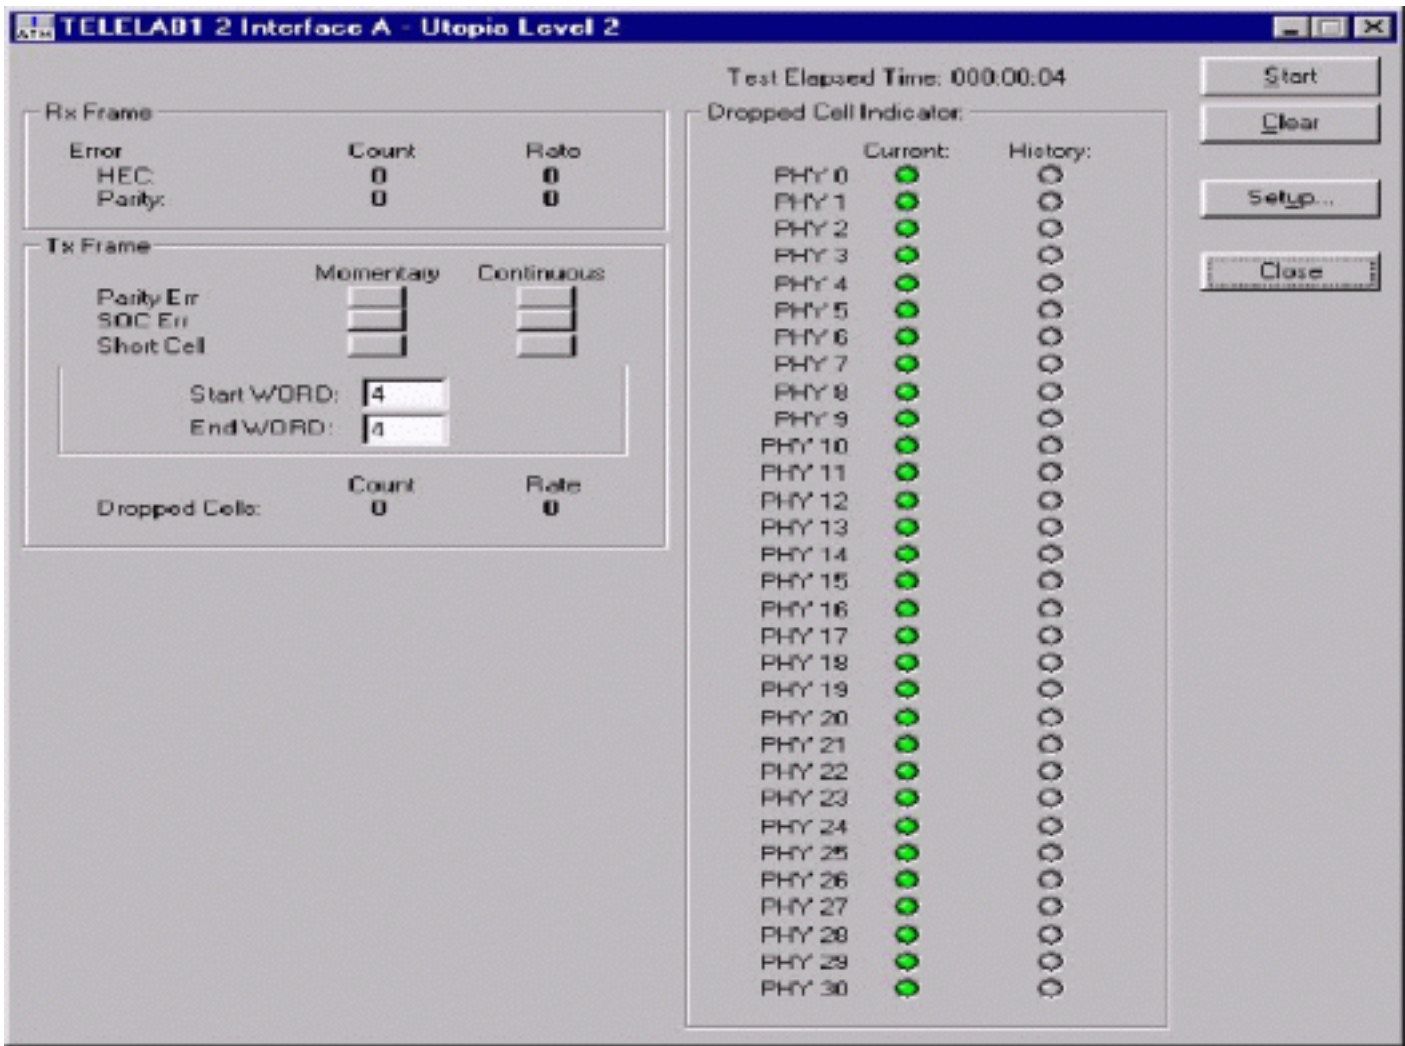 ATM TELELAB1 2 Interface A - Utopia Level 2
Test Elapsed Time: 000:00:04
Start
Clear
Setup...
Close
Rx Frame
Error Count Rate
HEC: 0 0
Parity: 0 0
Tx Frame
Momentary Continuous
Parity Err
SOC Err
Short Cell
Start WORD: 4
End WORD: 4
Count Rate
Dropped Cells: 0 0
Dropped Cell Indicator:
Current: History:
PHY 0
PHY 1
PHY 2
PHY 3
PHY 4
PHY 5
PHY 6
PHY 7
PHY 8
PHY 9
PHY 10
PHY 11
PHY 12
PHY 13
PHY 14
PHY 15
PHY 16
PHY 17
PHY 18
PHY 19
PHY 20
PHY 21
PHY 22
PHY 23
PHY 24
PHY 25
PHY 26
PHY 27
PHY 28
PHY 29
PHY 30